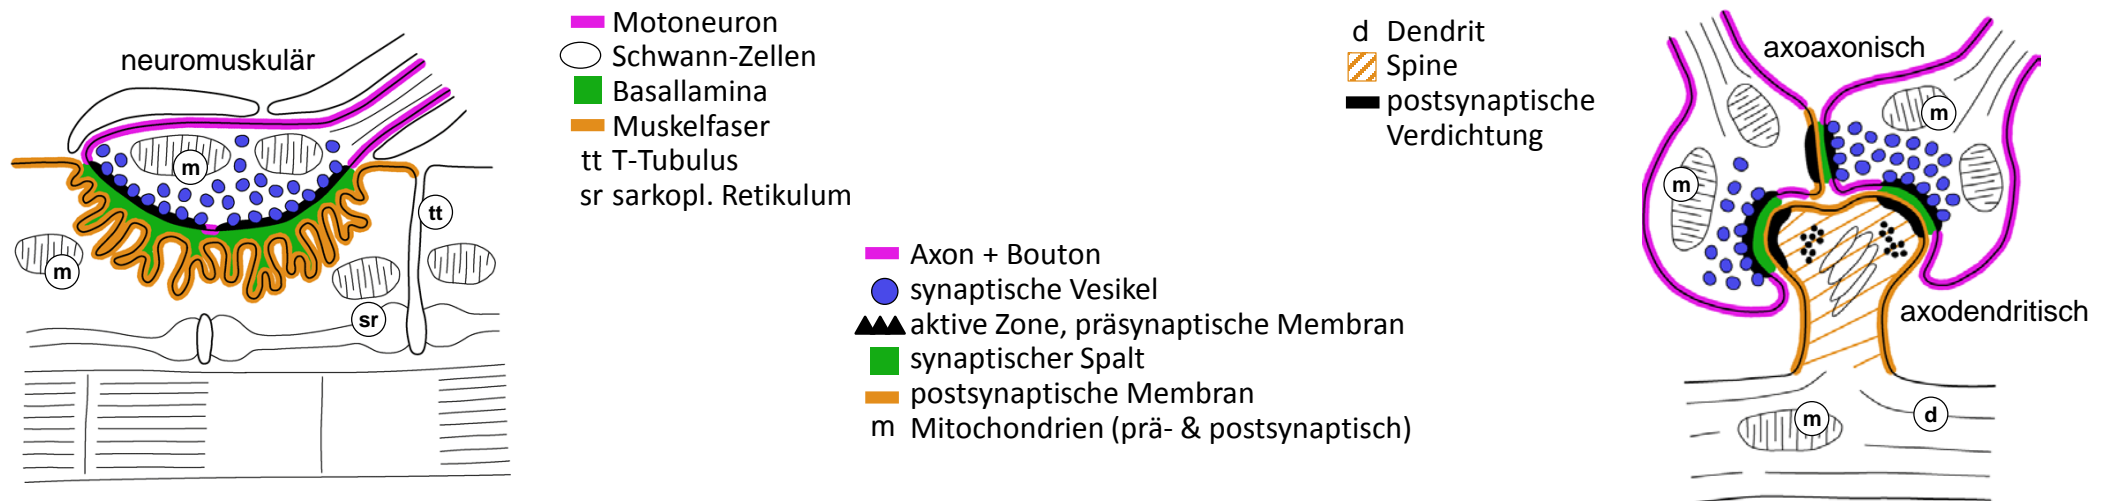 neuromuskulär
m
m
tt
sr
Motoneuron
Schwann-Zellen
Basallamina
Muskelfaser
tt T-Tubulus
sr sarkopl. Retikulum
Axon + Bouton
synaptische Vesikel
aktive Zone, präsynaptische Membran
synaptischer Spalt
postsynaptische Membran
m Mitochondrien (prä- & postsynaptisch)
d Dendrit
Spine
postsynaptische
Verdichtung
axoaxonisch
m
m
axodendritisch
m
d